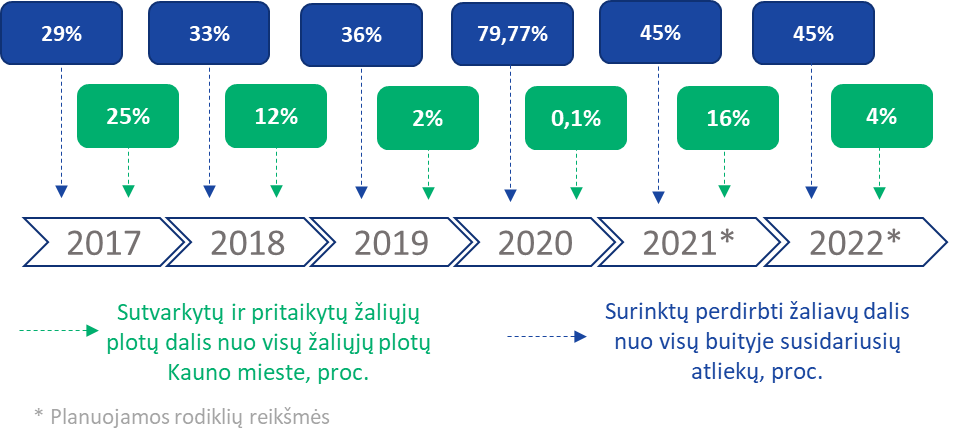 29% 33% 36% 79,77% 45% 45%
25% 12% 2% 0,1% 16% 4%
2017 2018 2019 2020 2021* 2022*
Sutvarkytų ir pritaikytų žaliųjų
plotų dalis nuo visų žaliųjų plotų
Kauno mieste, proc.
Surinktų perdirbti žaliavų dalis
nuo visų buityje susidariusių
atliekų, proc.
* Planuojamos rodiklių reikšmės